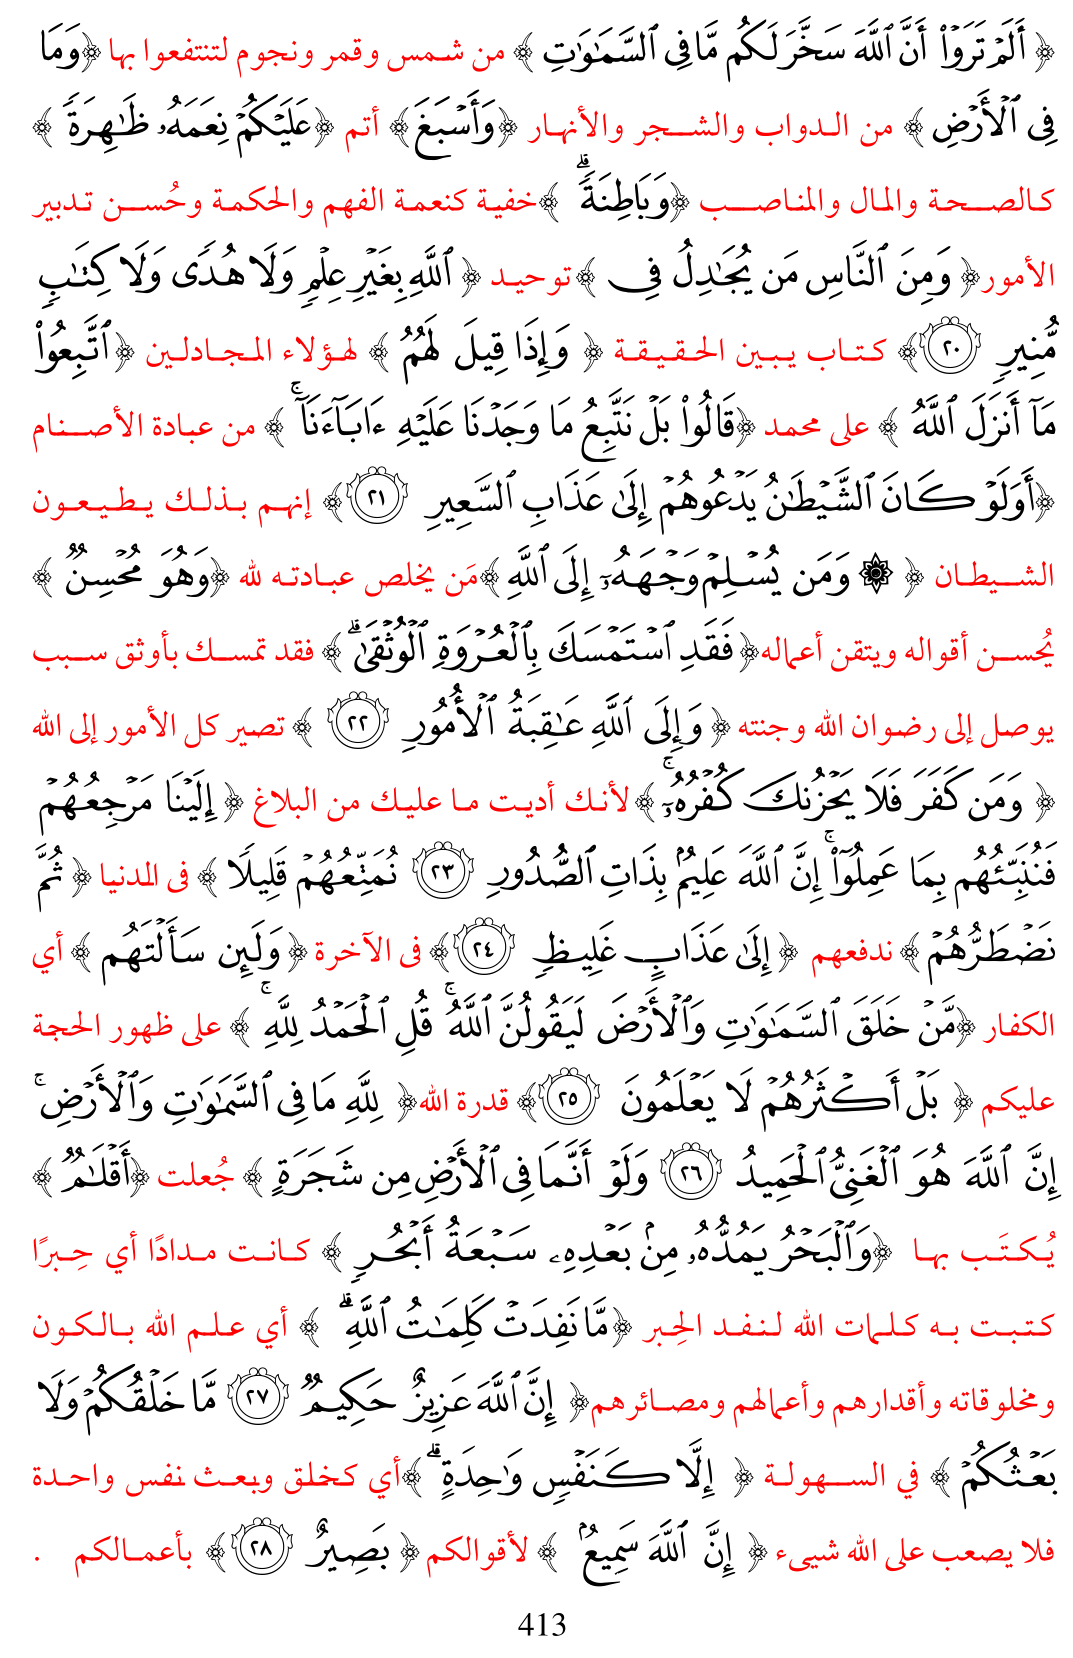 ﴿ أَلَمۡ تَرَوۡاْ أَنَّ ٱللَّهَ سَخَّرَ لَكُم مَّا فِى ٱلسَّمَٰوَٰتِ ﴾ من شمس وقمر ونجوم لتنتفعوا بها ﴿وَمَا
فِى ٱلۡأَرۡضِ ﴾ من الدواب والشجر والأنهار ﴿وَأَسۡبَغَ﴾ أتم ﴿عَلَيۡكُمۡ نِعَمَهُۥ ظَٰهِرَةٗ ﴾
كالصحة والمال والمناصب ﴿وَبَاطِنَةٗۗ ﴾خفية كنعمة الفهم والحكمة وحُسن تدبير
الأمور﴿ وَمِنَ ٱلنَّاسِ مَن يُجَٰدِلُ فِى ﴾توحيد ﴿ ٱللَّهِ بِغَيۡرِ عِلۡمٖ وَلَا هُدٗى وَلَا كِتَٰبٖ
مُّنِيرٖ ٢٠﴾ كتاب يبين الحقيقة ﴿ وَإِذَا قِيلَ لَهُمُ ﴾ لهؤلاء المجادلين ﴿ٱتَّبِعُواْ
مَآ أَنزَلَ ٱللَّهُ ﴾ على محمد ﴿قَالُواْ بَلۡ نَتَّبِعُ مَا وَجَدۡنَا عَلَيۡهِ ءَابَآءَنَآۚ ﴾ من عبادة الأصنام
﴿أَوَلَوۡ كَانَ ٱلشَّيۡطَٰنُ يَدۡعُوهُمۡ إِلَىٰ عَذَابِ ٱلسَّعِيرِ ٢١﴾ إنهم بذلك يطيعون
الشيطان ﴿ ۞ وَمَن يُسۡلِمۡ وَجۡهَهُۥٓ إِلَى ٱللَّهِ ﴾مَن يخلص عبادته لله ﴿وَهُوَ مُحۡسِنٞ ﴾
يُحسن أقواله ويتقن أعماله﴿فَقَدِ ٱسۡتَمۡسَكَ بِٱلۡعُرۡوَةِ ٱلۡوُثۡقَىٰۗ﴾ فقد تمسك بأوثق سبب
يوصل إلى رضوان الله وجنته ﴿ وَإِلَى ٱللَّهِ عَٰقِبَةُ ٱلۡأُمُورِ ٢٢ ﴾ تصير كل الأمور إلى الله
﴿ وَمَن كَفَرَ فَلَا يَحۡزُنكَ كُفۡرُهُۥٓۚ ﴾لأنك أديت ما عليك من البلاغ ﴿ إِلَيۡنَا مَرۡجِعُهُمۡ
فَنُنَبِّئُهُم بِمَا عَمِلُوٓاْۚ إِنَّ ٱللَّهَ عَلِيمُۢ بِذَاتِ ٱلصُّدُورِ ٢٣ نُمَتِّعُهُمۡ قَلِيلٗا ﴾ فى الدنيا ﴿ ثُمَّ
نَضۡطَرُّهُمۡ﴾ ندفعهم ﴿ إِلَىٰ عَذَابٍ غَلِيظٖ ٢٤﴾ فى الآخرة ﴿وَلَئِن سَأَلۡتَهُم ﴾ أي
الكفار ﴿مَّنۡ خَلَقَ ٱلسَّمَٰوَٰتِ وَٱلۡأَرۡضَ لَيَقُولُنَّ ٱللَّهُۚ قُلِ ٱلۡحَمۡدُ لِلَّهِۚ ﴾ على ظهور الحجة
عليكم ﴿ بَلۡ أَكۡثَرُهُمۡ لَا يَعۡلَمُونَ ٢٥﴾ قدرة الله﴿ لِلَّهِ مَا فِى ٱلسَّمَٰوَٰتِ وَٱلۡأَرۡضِۚ
إِنَّ ٱللَّهَ هُوَ ٱلۡغَنِىُّ ٱلۡحَمِيدُ ٢٦ وَلَوۡ أَنَّمَا فِى ٱلۡأَرۡضِ مِن شَجَرَةٍ ﴾ جُعلت ﴿أَقۡلَٰمٞ ﴾
يُكتَب بها ﴿وَٱلۡبَحۡرُ يَمُدُّهُۥ مِنۢ بَعۡدِهِۦ سَبۡعَةُ أَبۡحُرٖ ﴾ كانت مدادًا أي حِبرًا
كتبت به كلمات الله لنفد الحِبر ﴿مَّا نَفِدَتۡ كَلِمَٰتُ ٱللَّهِۗ ﴾ أي علم الله بالكون
ومخلوقاته وأقدارهم وأعمالهم ومصائرهم﴿ إِنَّ ٱللَّهَ عَزِيزٌ حَكِيمٞ ٢٧ مَّا خَلۡقُكُمۡ وَلَا
بَعۡثُكُمۡ ﴾ في السهولة ﴿ إِلَّا كَنَفۡسٖ وَٰحِدَةٍۗ ﴾أي كخلق وبعث نفس واحدة
فلا يصعب على الله شيىء ﴿ إِنَّ ٱللَّهَ سَمِيعُۢ ﴾ لأقوالكم ﴿ بَصِيرٌ ٢٨﴾ بأعمالكم .
413